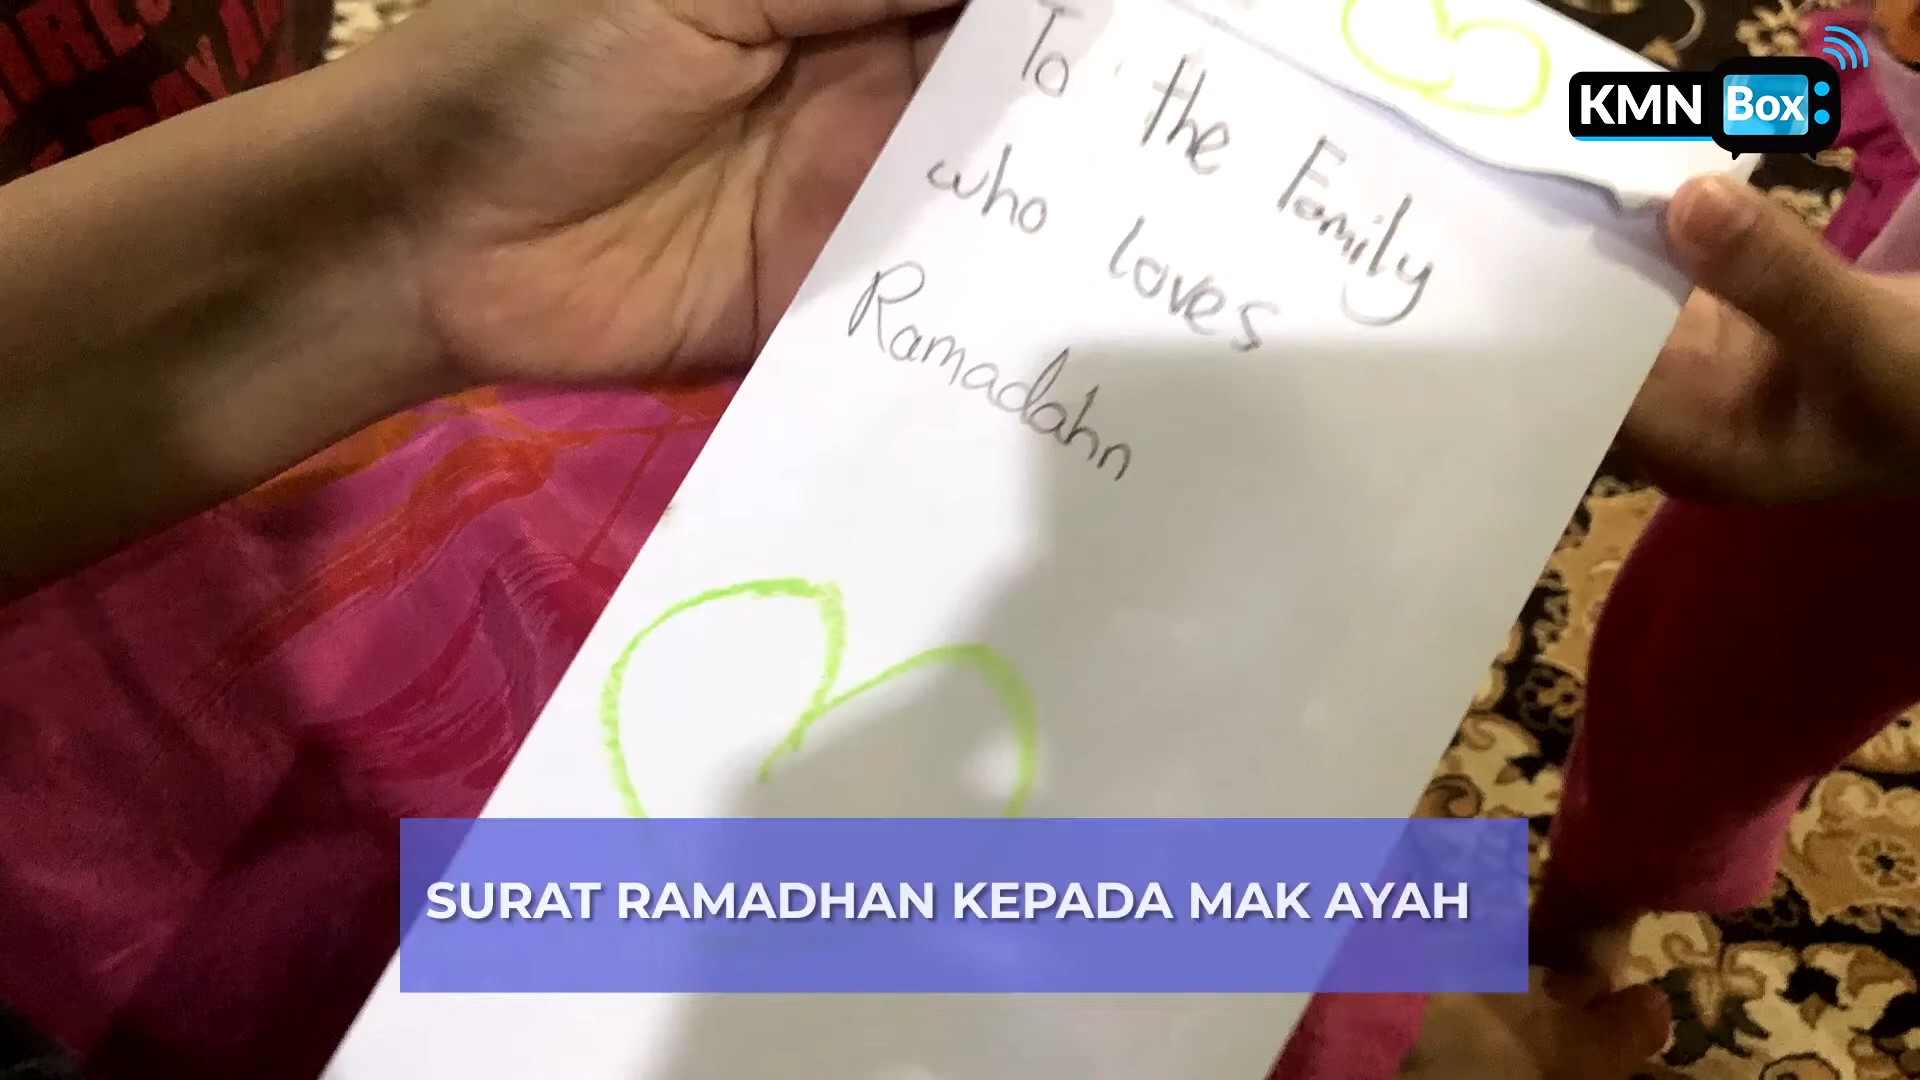 To the Family
who loves
Ramadahn
KMN Box
SURAT RAMADHAN KEPADA MAK AYAH